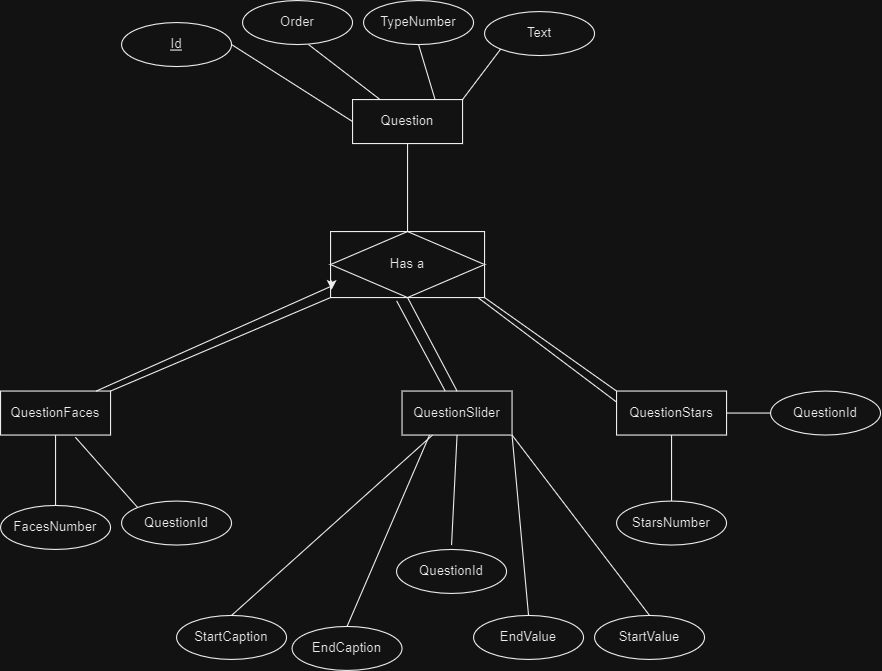 Id
Order
TypeNumber
Text
Question
Has a
QuestionFaces
QuestionSlider
QuestionStars
QuestionId
FacesNumber
QuestionId
StarsNumber
QuestionId
StartCaption
EndCaption
EndValue
StartValue